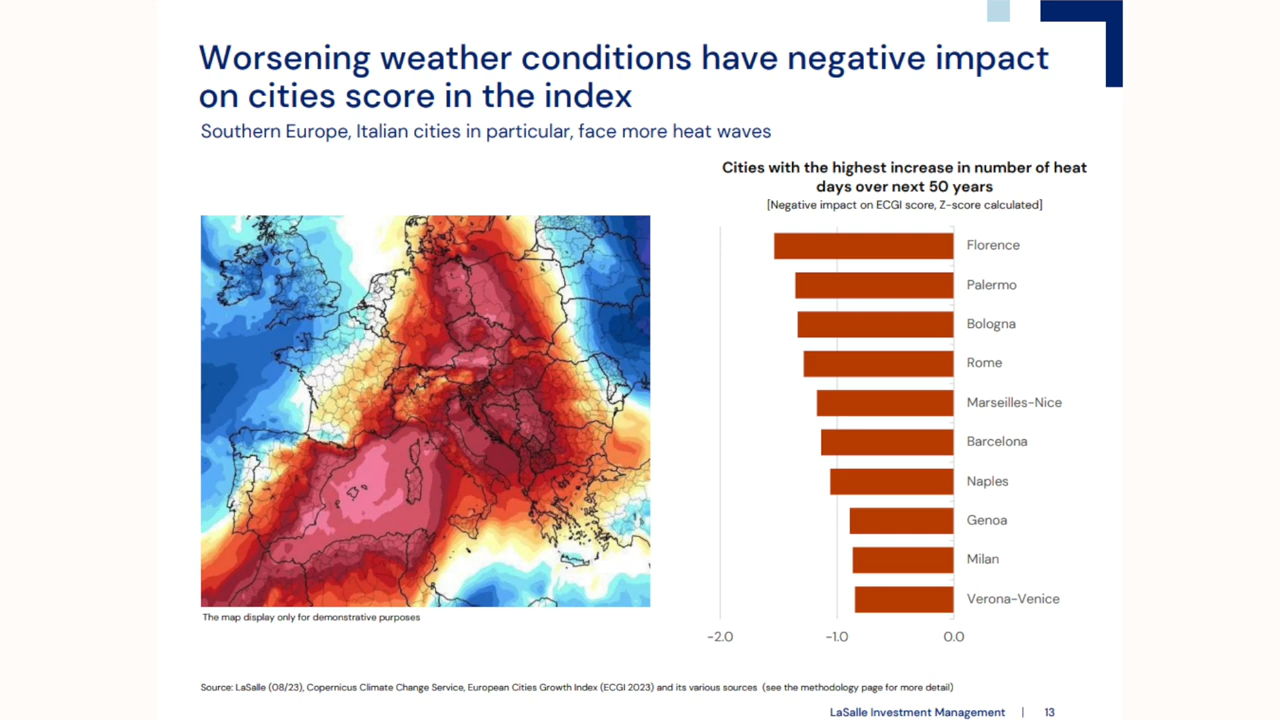 Worsening weather conditions have negative impact
on cities score in the index
Southern Europe, Italian cities in particular, face more heat waves
Cities with the highest increase in number of heat
days over next 50 years
[Negative impact on ECGI score, Z-score calculated]
Florence
Palermo
Bologna
Rome
Marseilles-Nice
Barcelona
Naples
Genoa
Milan
Verona-Venice
-2.0
-1.0
0.0
The map display only for demonstrative purposes
Source: LaSalle (08/23), Copernicus Climate Change Service, European Cities Growth Index (ECGI 2023) and its various sources (see the methodology page for more detail)
LaSalle Investment Management | 13